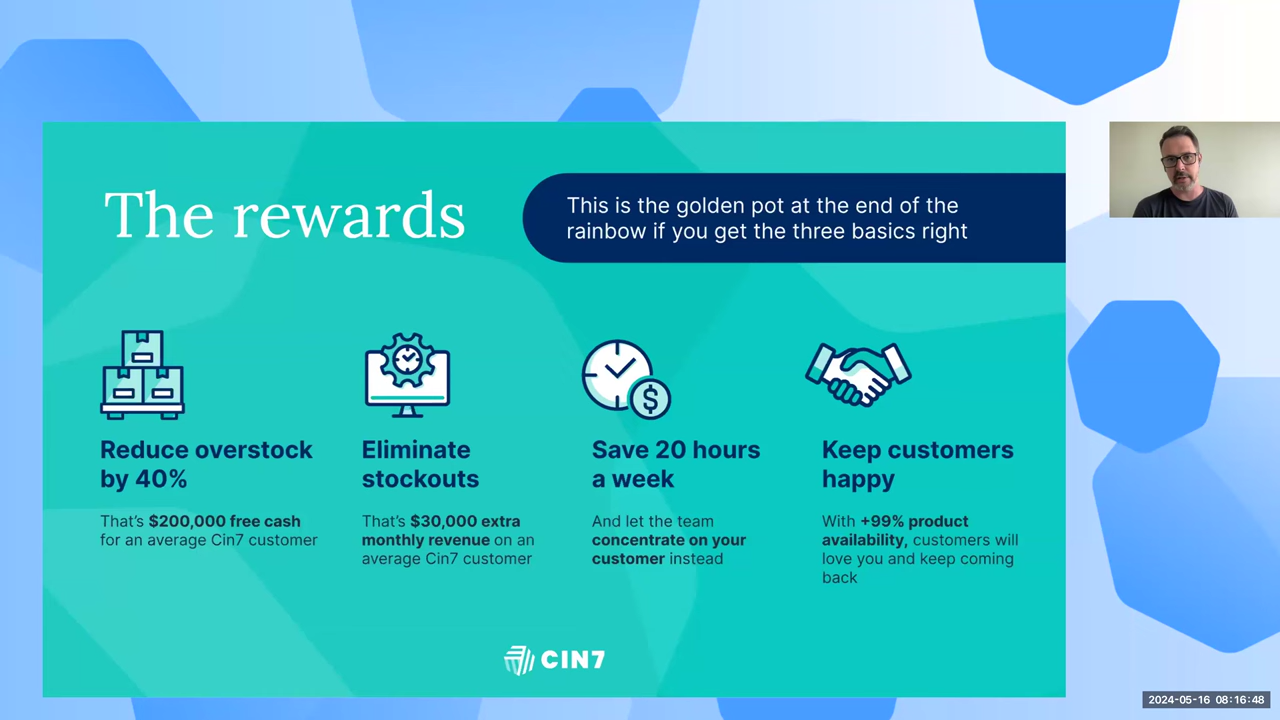 The rewards
This is the golden pot at the end of the
rainbow if you get the three basics right
Reduce overstock
by 40%
That's $200,000 free cash
for an average Cin7 customer
Eliminate
stockouts
That's $30,000 extra
monthly revenue on an
average Cin7 customer
$
Save 20 hours
a week
And let the team
concentrate on your
customer instead
Keep customers
happy
With +99% product
availability, customers will
love you and keep coming
back
CIN7
2024-05-16 08:16:48